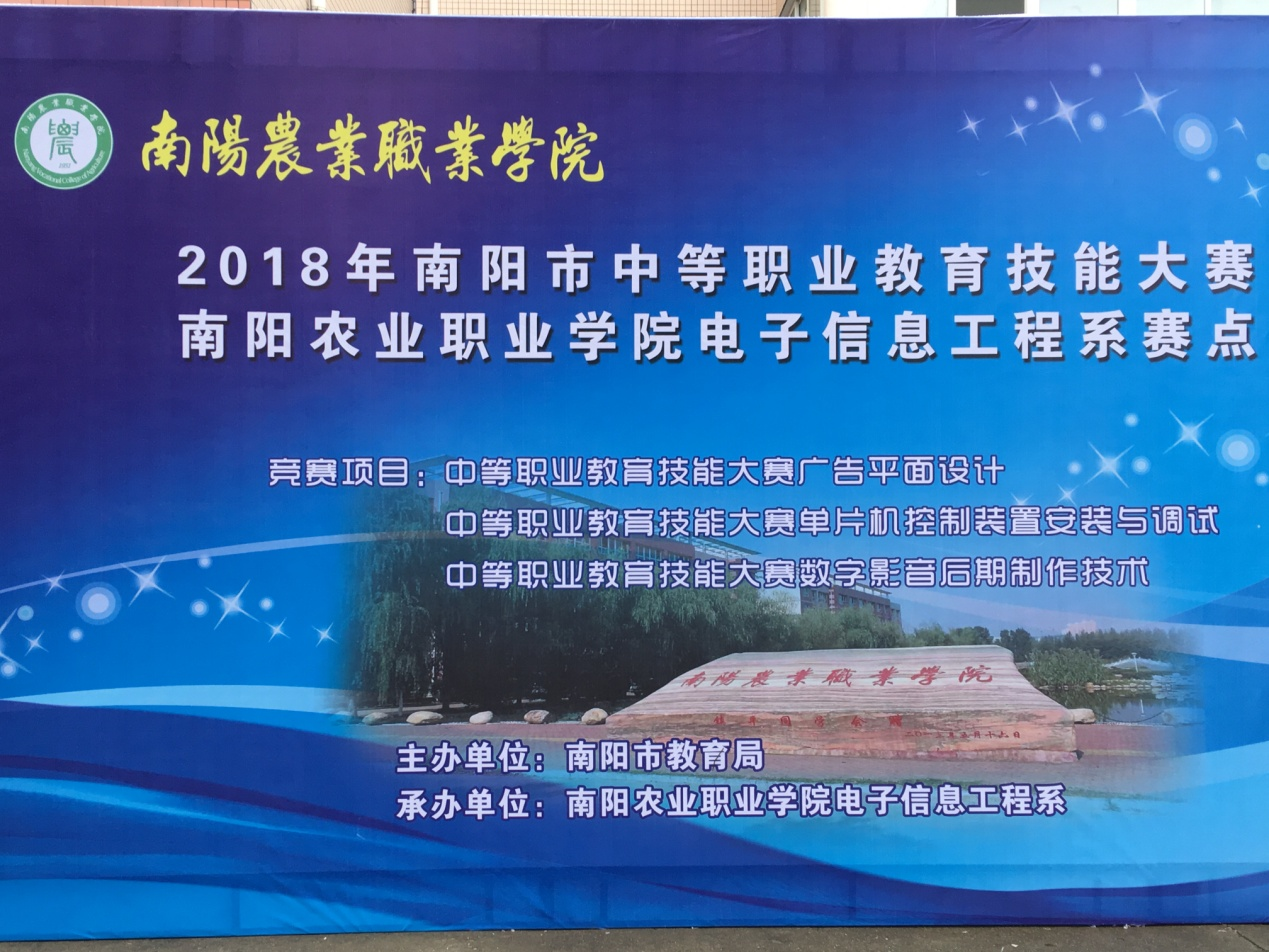 南陽農業職業學院
2018年南阳市中等职业教育技能大赛
南阳农业职业学院电子信息工程系赛点
竞赛项目：中等职业教育技能大赛广告平面设计
中等职业教育技能大赛单片机控制装置安装与调试
中等职业教育技能大赛数字影音后期制作技术
南陽農業職業學院
主办单位：南阳市教育局
承办单位：南阳农业职业学院电子信息工程系